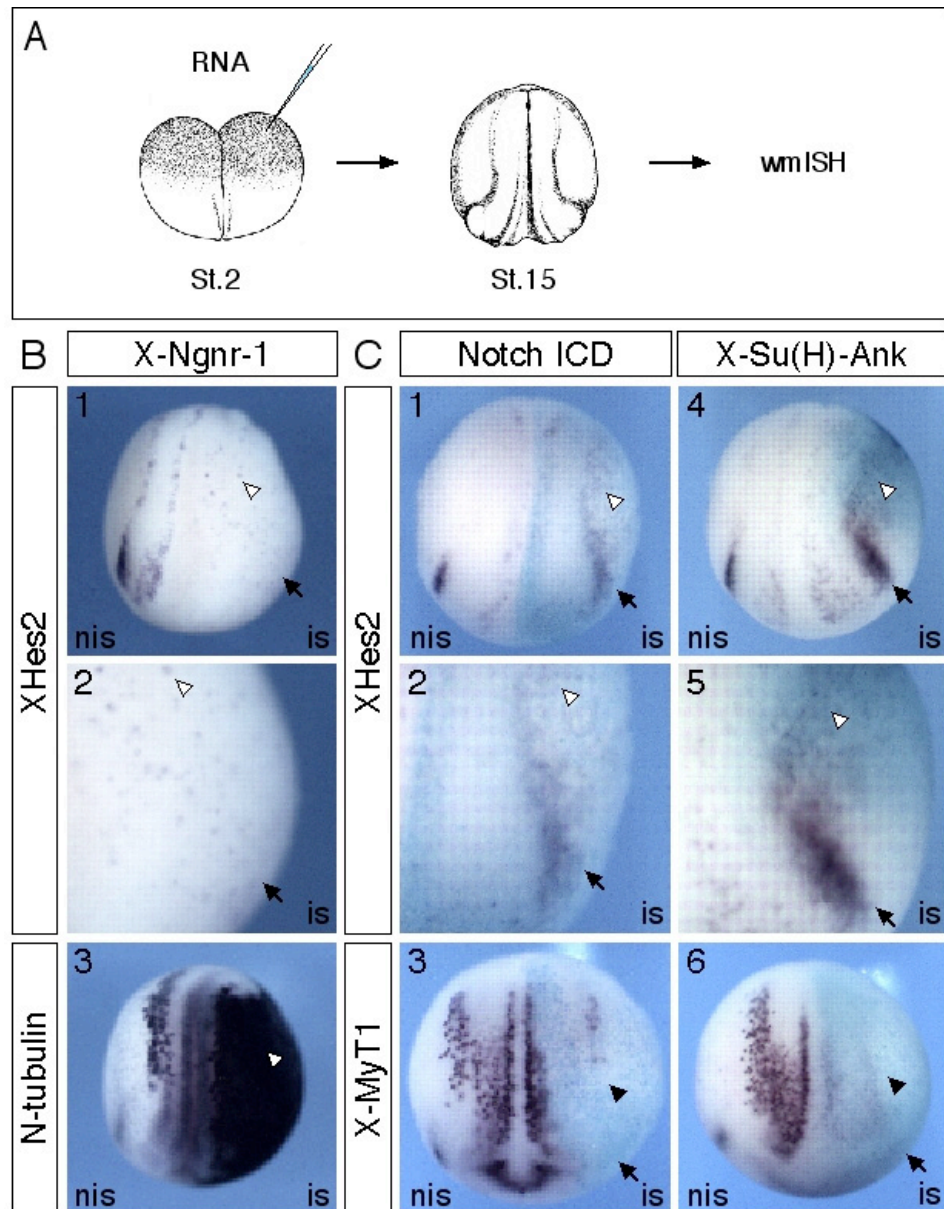 A
RNA
wmISH
St.2
St.15
B
X-Ngnr-1
C
Notch ICD
X-Su(H)-Ank
XHes2
1
nis
is
2
is
N-tubulin
3
nis
is
XHes2
1
nis
is
4
nis
is
2
is
5
is
X-MyT1
3
nis
is
6
nis
is